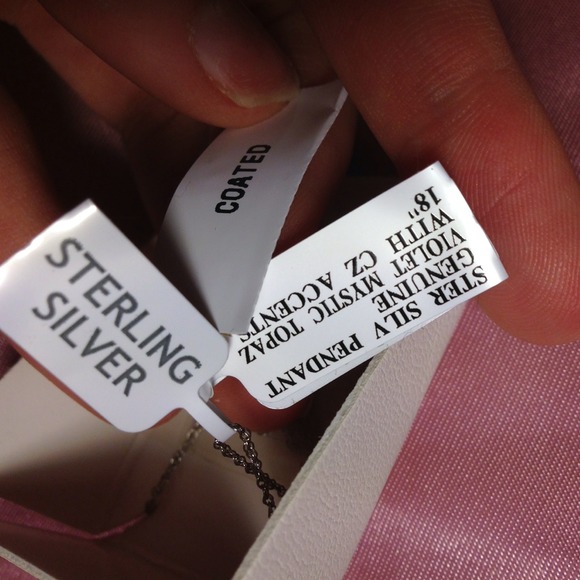 STERLING
SILVER
COATED
STER SILV PENDANT
GENUINE
VIOLET MYSTIC TOPAZ
WITH CZ ACCENTS
18"